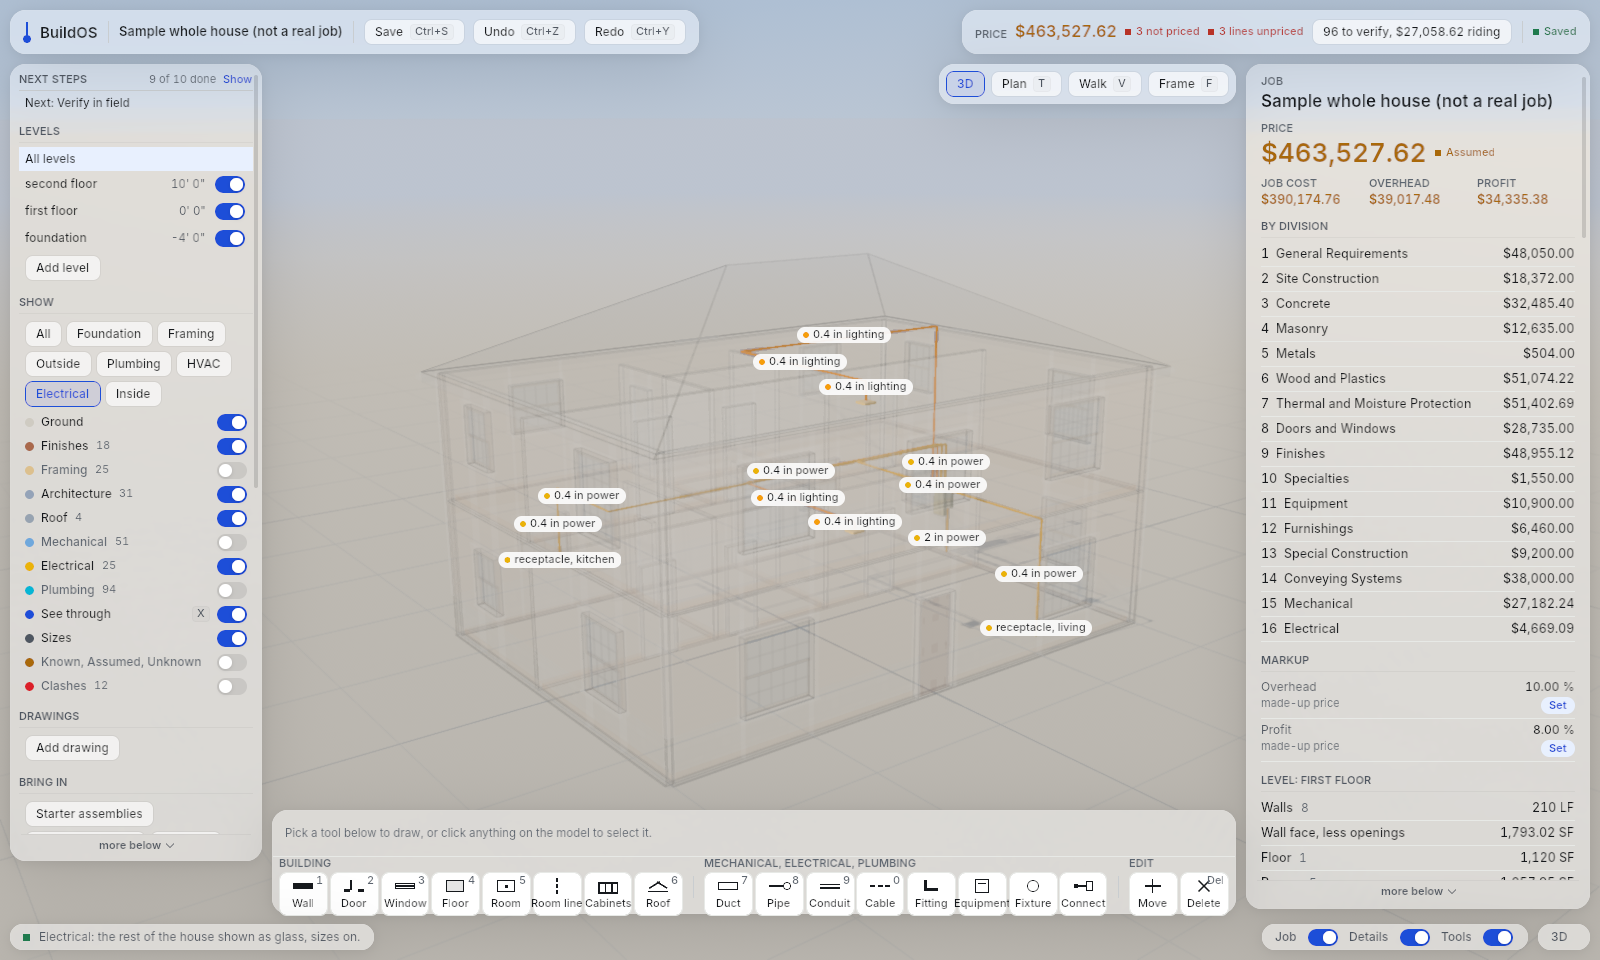 BuildOS
Sample whole house (not a real job)
Save Ctrl+S
Undo Ctrl+Z
Redo Ctrl+Y
PRICE $463,527.62
3 not priced
3 lines unpriced
96 to verify, $27,058.62 riding
Saved
NEXT STEPS 9 of 10 done Show
Next: Verify in field
LEVELS
All levels
second floor 10' 0"
first floor 0' 0"
foundation -4' 0"
Add level
SHOW
All Foundation Framing
Outside Plumbing HVAC
Electrical Inside
Ground
Finishes 18
Framing 25
Architecture 31
Roof 4
Mechanical 51
Electrical 25
Plumbing 94
See through X
Sizes
Known, Assumed, Unknown
Clashes 12
DRAWINGS
Add drawing
BRING IN
Starter assemblies
more below
3D
Plan T
Walk V
Frame F
0.4 in lighting
0.4 in lighting
0.4 in lighting
0.4 in power
0.4 in power
0.4 in power
0.4 in power
0.4 in lighting
0.4 in lighting
0.4 in power
2 in power
receptacle, kitchen
0.4 in power
receptacle, living
Pick a tool below to draw, or click anything on the model to select it.
BUILDING
Wall 1
Door 2
Window 3
Floor 4
Room 5
Room line
Cabinets
Roof 6
MECHANICAL, ELECTRICAL, PLUMBING
Duct 7
Pipe 8
Conduit 9
Cable 0
Fitting
Equipment
Fixture
Connect
EDIT
Move
Delete Del
JOB
Sample whole house (not a real job)
PRICE
$463,527.62 Assumed
JOB COST OVERHEAD PROFIT
$390,174.76 $39,017.48 $34,335.38
BY DIVISION
1 General Requirements $48,050.00
2 Site Construction $18,372.00
3 Concrete $32,485.40
4 Masonry $12,635.00
5 Metals $504.00
6 Wood and Plastics $51,074.22
7 Thermal and Moisture Protection $51,402.69
8 Doors and Windows $28,735.00
9 Finishes $48,955.12
10 Specialties $1,550.00
11 Equipment $10,900.00
12 Furnishings $6,460.00
13 Special Construction $9,200.00
14 Conveying Systems $38,000.00
15 Mechanical $27,182.24
16 Electrical $4,669.09
MARKUP
Overhead 10.00 %
made-up price Set
Profit 8.00 %
made-up price Set
LEVEL: FIRST FLOOR
Walls 8 210 LF
Wall face, less openings 1,793.02 SF
Floor 1 1,120 SF
more below
Electrical: the rest of the house shown as glass, sizes on.
Job Details Tools
3D